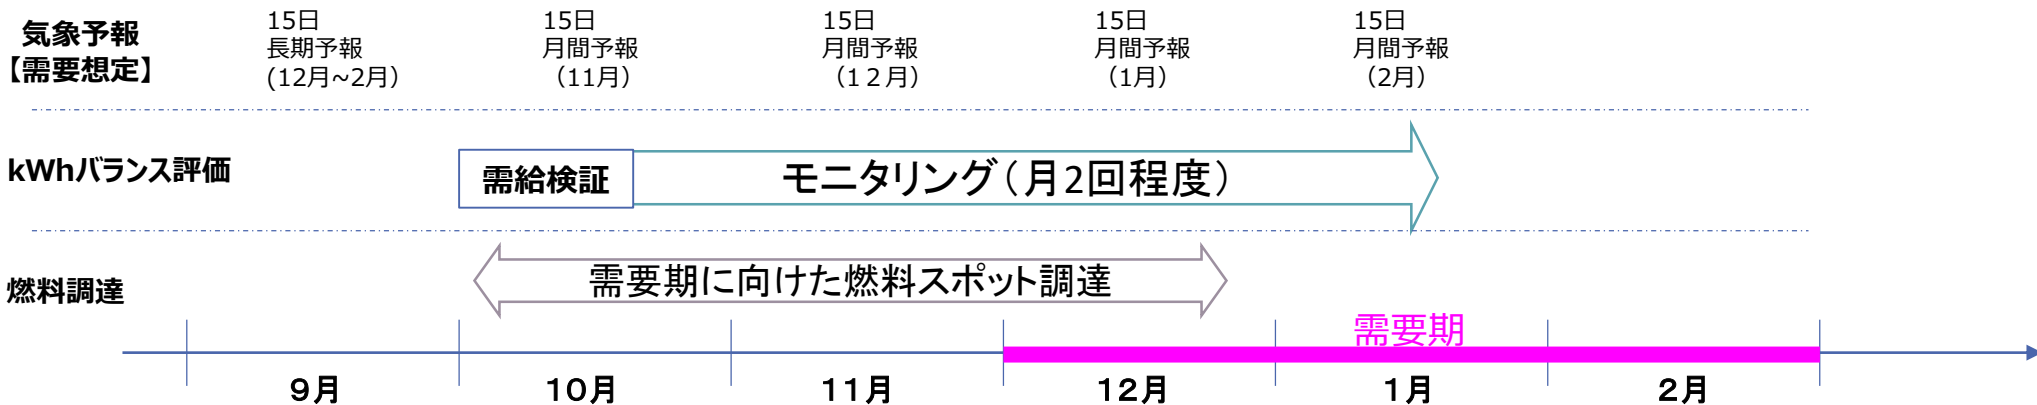 気象予報
【需要想定】
15日
長期予報
(12月~2月)
15日
月間予報
（11月）
15日
月間予報
（１２月）
15日
月間予報
（1月）
15日
月間予報
（2月）
kWhバランス評価
需給検証
モニタリング（月2回程度）
燃料調達
需要期に向けた燃料スポット調達
需要期
９月
１０月
１１月
１２月
１月
２月